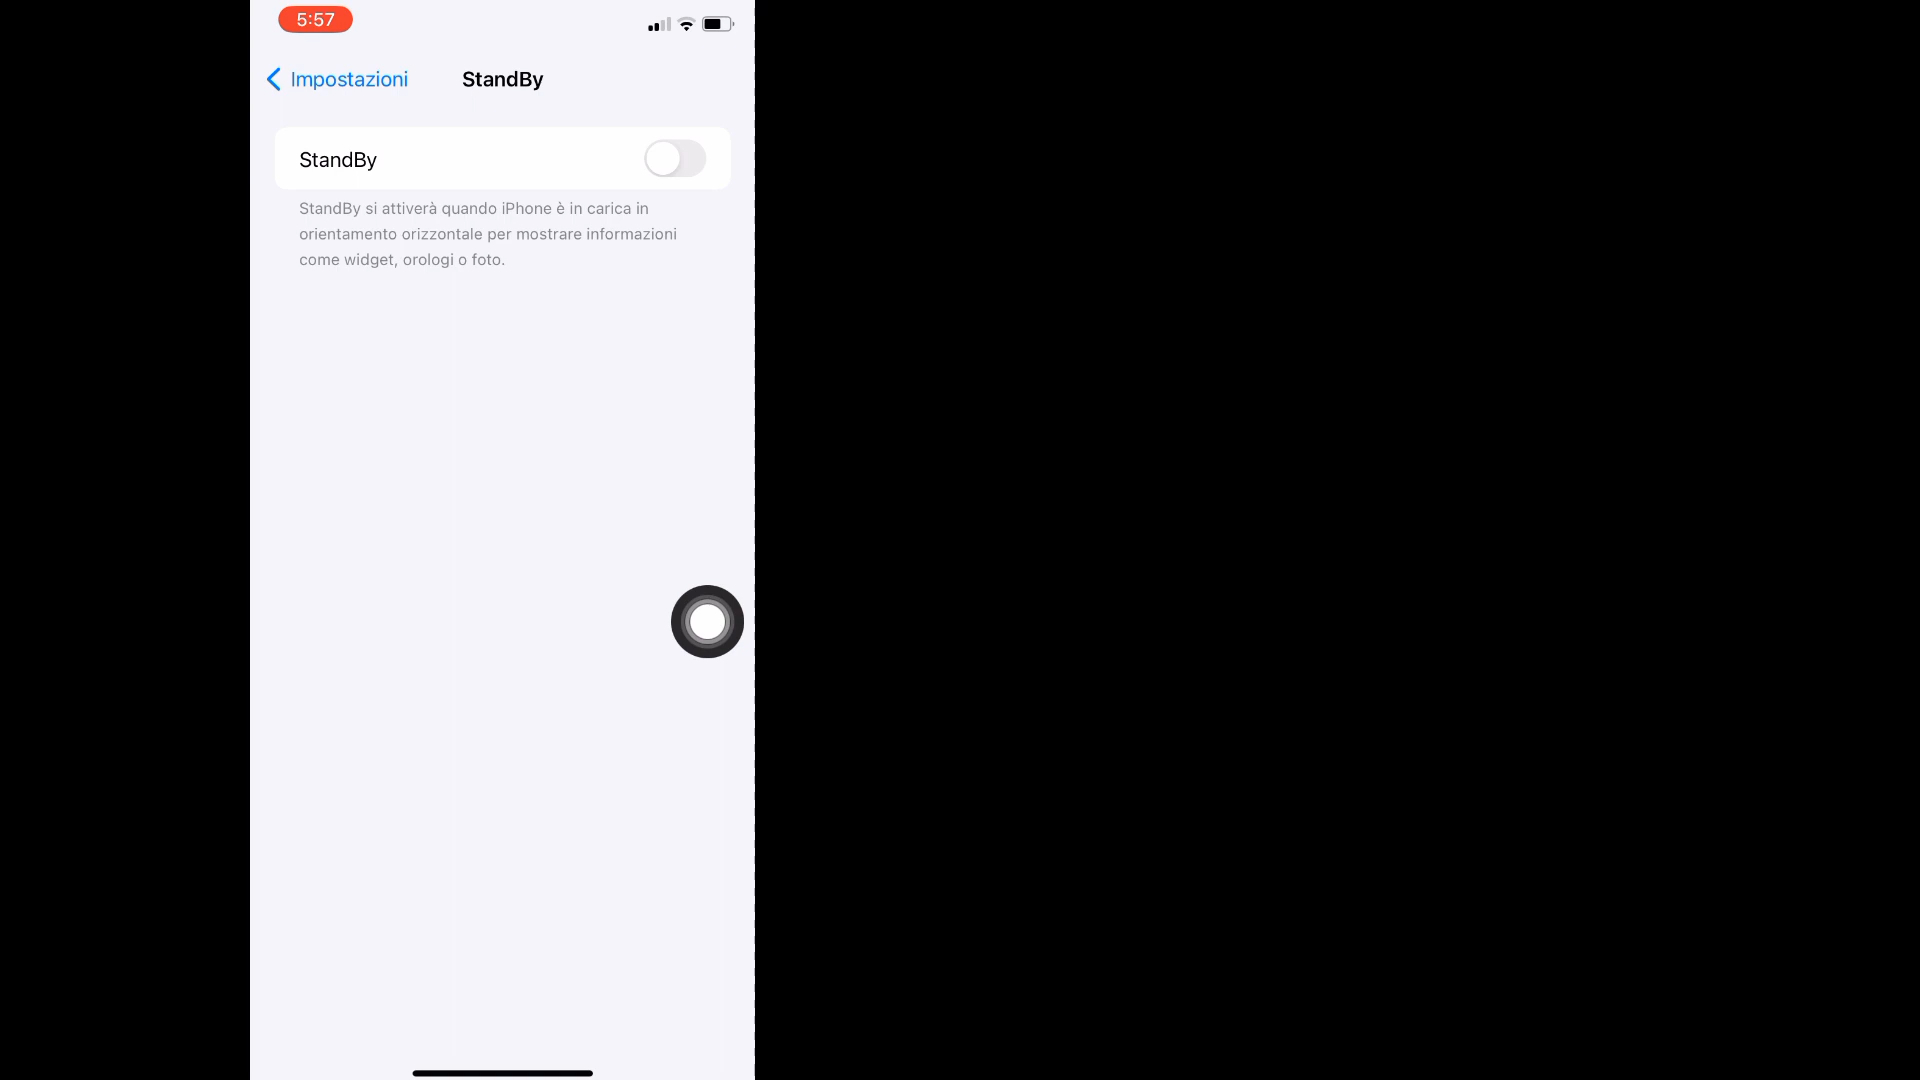 5:57
Impostazioni
StandBy
StandBy
StandBy si attiverà quando iPhone è in carica in
orientamento orizzontale per mostrare informazioni
come widget, orologi o foto.